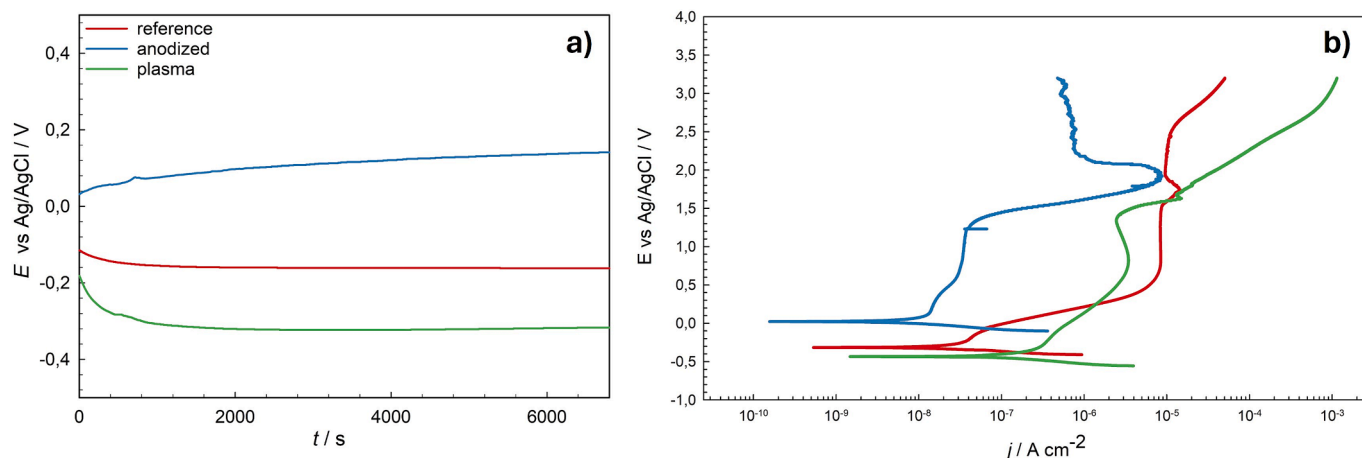 a)
reference
anodized
plasma
0,4
0,2
0,0
-0,2
-0,4
E vs Ag/AgCl / V
0 2000 4000 6000
t / s
b)
4,0
3,5
3,0
2,5
2,0
1,5
1,0
0,5
0,0
-0,5
-1,0
E vs Ag/AgCl / V
10-10 10-9 10-8 10-7 10-6 10-5 10-4 10-3
j / A cm-2